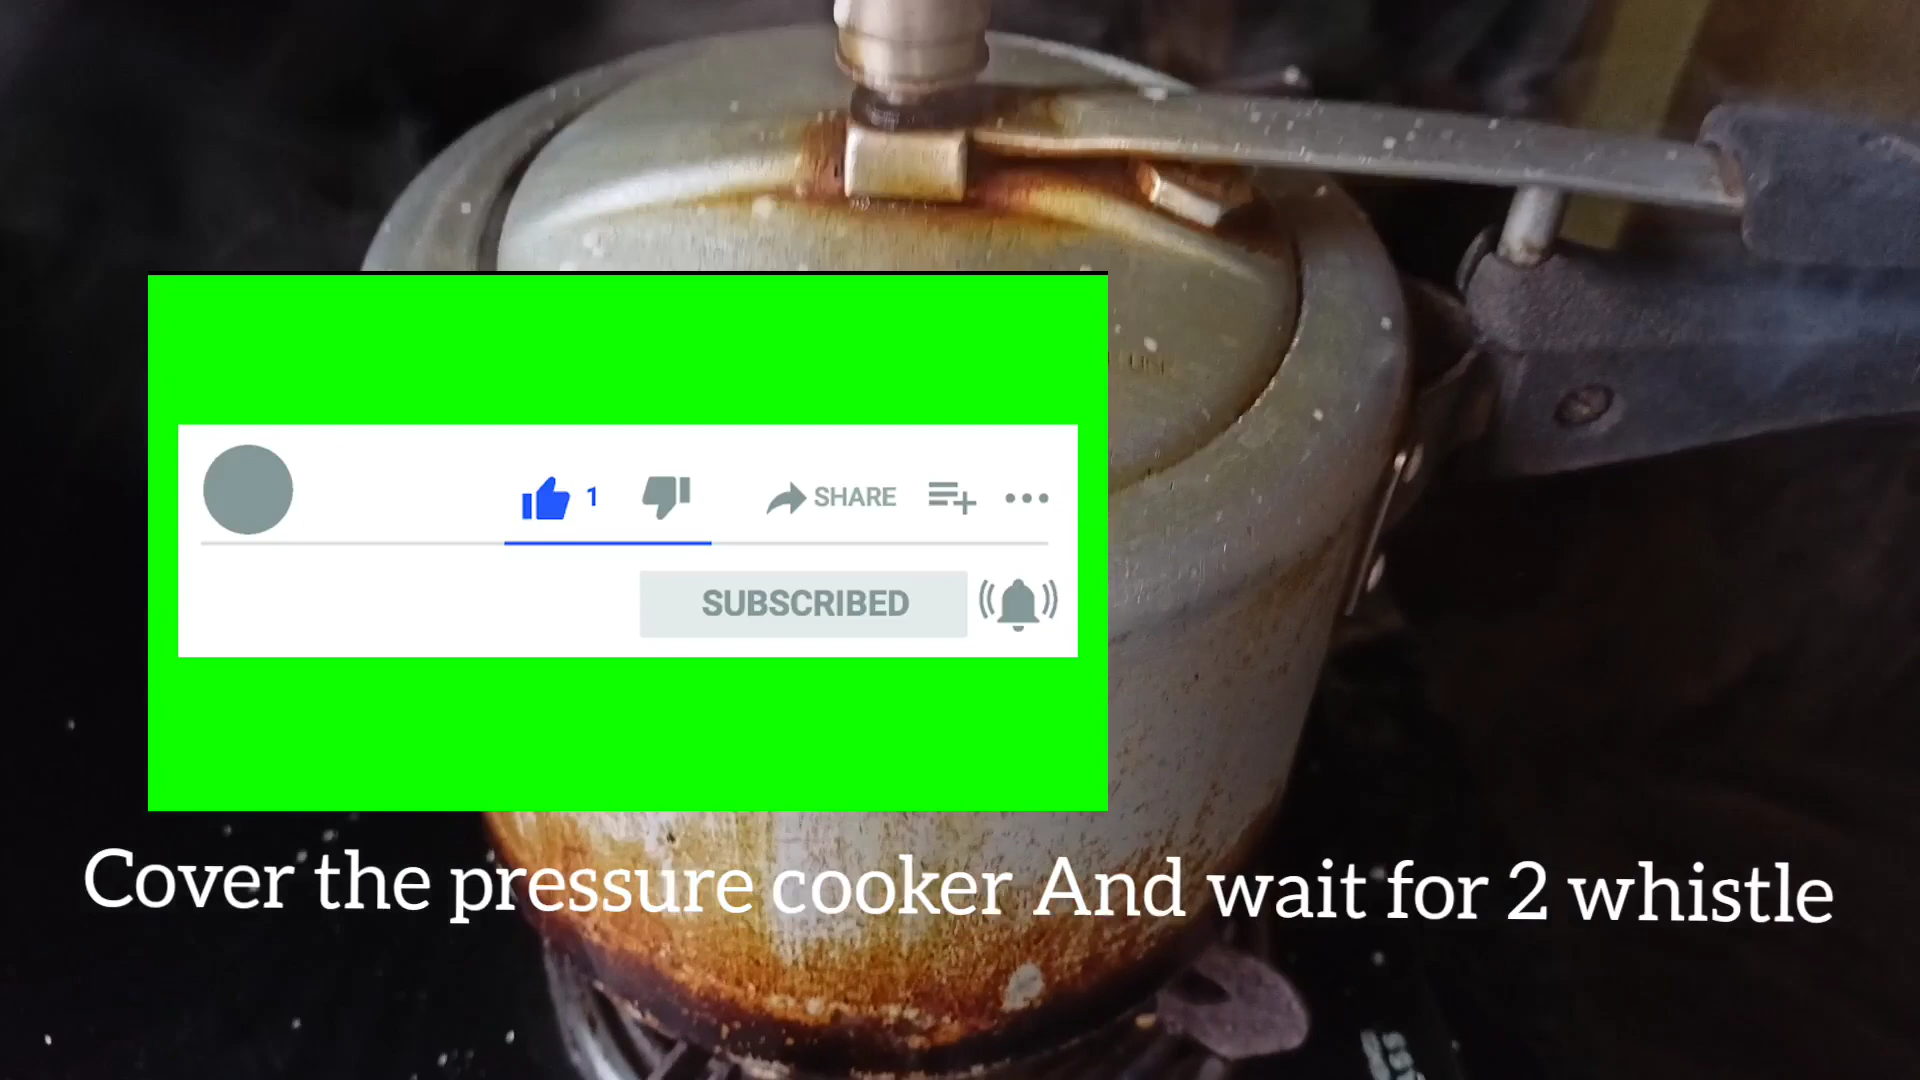 1 SHARE
SUBSCRIBED
Cover the pressure cooker And wait for 2 whistle